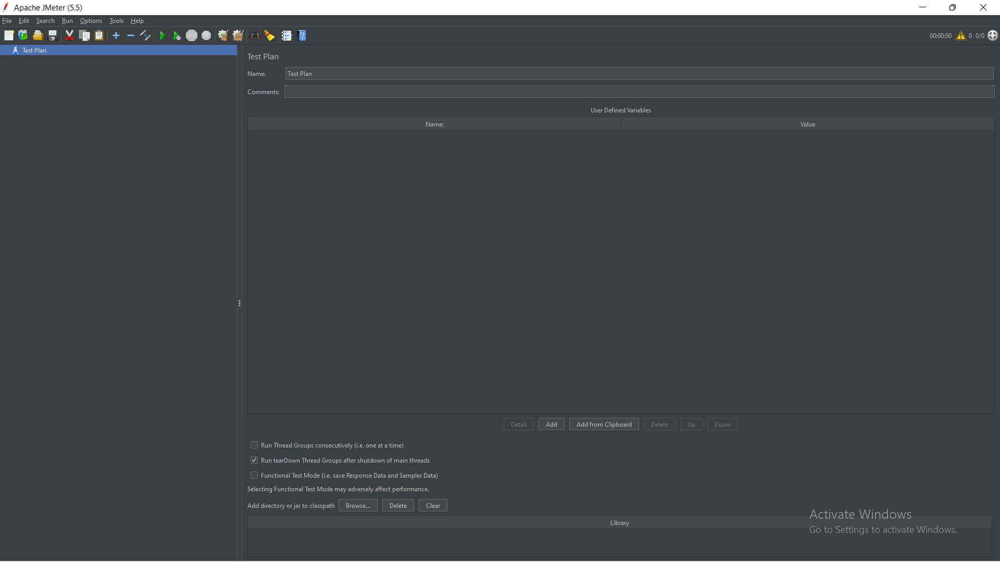 Apache JMeter (5.5)
File Edit Search Run Options Tools Help
00:00:00 0 0/0
Test Plan
Test Plan
Name: Test Plan
Comments:
User Defined Variables
Name: Value
Detail Add Add from Clipboard Delete Up Down
Run Thread Groups consecutively (i.e. one at a time)
Run tearDown Thread Groups after shutdown of main threads
Functional Test Mode (i.e. save Response Data and Sampler Data)
Selecting Functional Test Mode may adversely affect performance.
Add directory or jar to classpath Browse... Delete Clear
Library
Activate Windows
Go to Settings to activate Windows.